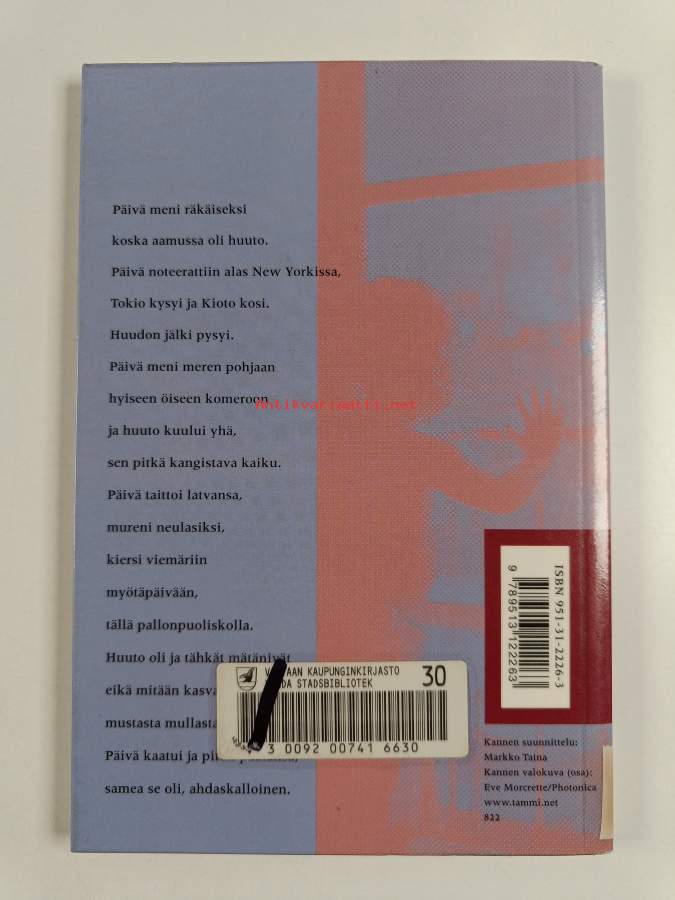 Päivä meni räkäiseksi
koska aamussa oli huuto.
Päivä noteerattiin alas New Yorkissa,
Tokio kysyi ja Kioto kosi.
Huudon jälki pysyi.
Päivä meni meren pohjaan
hyiseen öiseen komeroon
Antikvariaatti.net
ja huuto kuului yhä,
sen pitkä kangistava kaiku.
Päivä taittoi latvansa,
mureni neulasiksi,
kiersi viemäriin
myötäpäivään,
tällä pallonpuoliskolla.
Huuto oli ja tähkät mätänivät
eikä mitään
mustasta
Päivä kaatui ja
samea se oli, ahdaskalloinen.
KAUPUNGINKIRJASTO 30
STADSBIBLIOTEK
3 0092 00741 6630
ISBN 951-31-2226-3
9 789513 122263
Kannen suunnittelu:
Markko Taina
Kannen valokuva (osa):
Eve Morcrette/Photonica
www.tammi.net
822